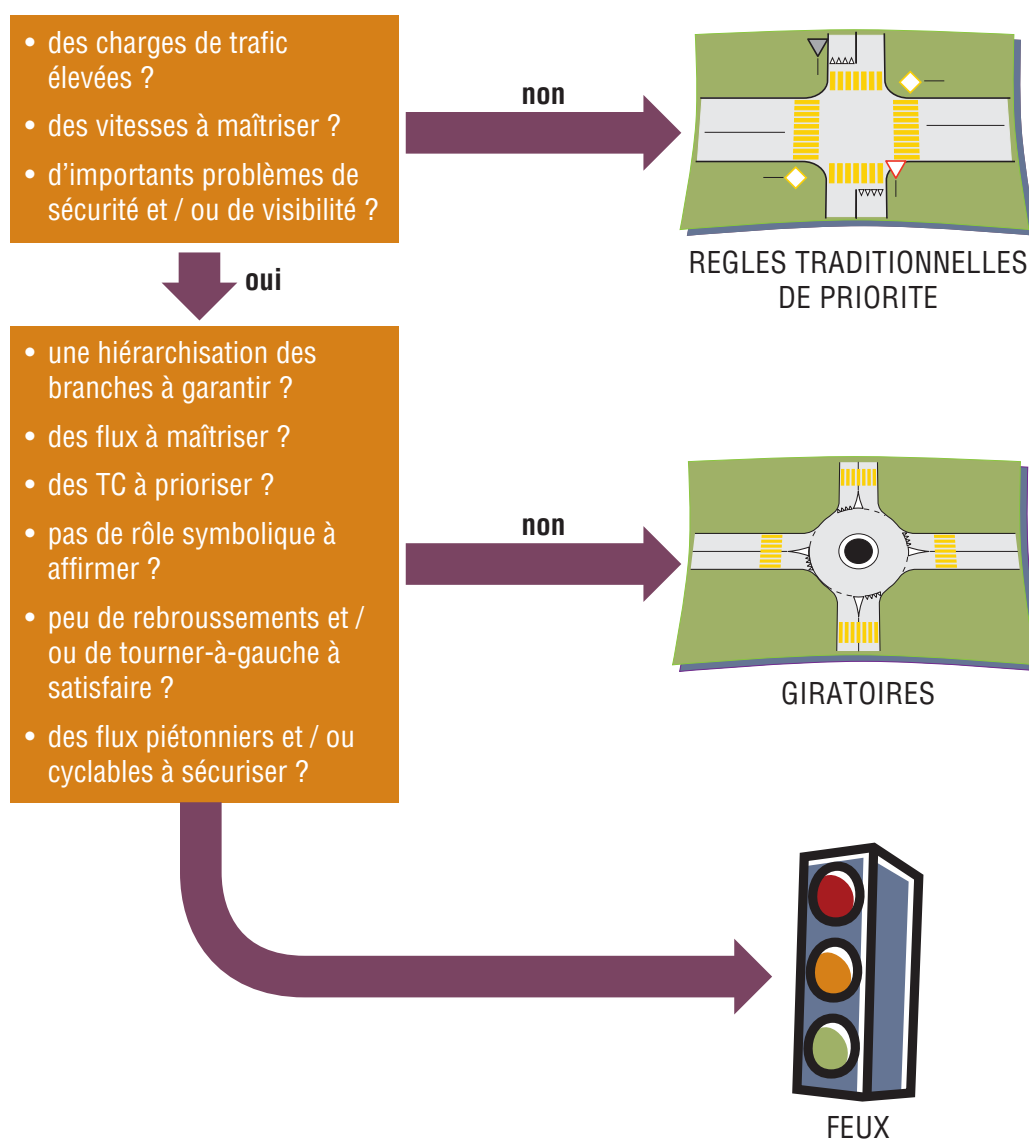 • des charges de trafic
élevées ?
• des vitesses à maîtriser ?
• d'importants problèmes de
sécurité et / ou de visibilité ?
non
REGLES TRADITIONNELLES
DE PRIORITE
oui
• une hiérarchisation des
branches à garantir ?
• des flux à maîtriser ?
• des TC à prioriser ?
• pas de rôle symbolique à
affirmer ?
• peu de rebroussements et /
ou de tourner-à-gauche à
satisfaire ?
• des flux piétonniers et / ou
cyclables à sécuriser ?
non
GIRATOIRES
FEUX